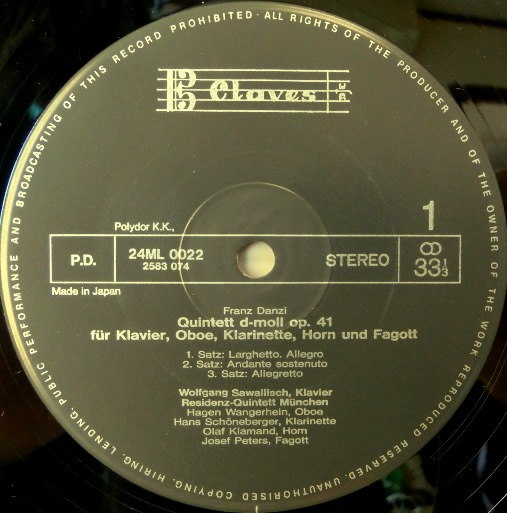 PUBLIC PERFORMANCE AND BROADCASTING OF THIS RECORD PROHIBITED · ALL RIGHTS OF THE PRODUCER AND OF THE OWNER OF THE WORK REPRODUCED RESERVED. UNAUTHORISED COPYING, HIRING, LENDING,
Claves
1
Polydor K.K.,
P.D.
24ML 0022
2583 074
STEREO
33 1/3
Made in Japan
Franz Danzi
Quintett d-moll op. 41
für Klavier, Oboe, Klarinette, Horn und Fagott
1. Satz: Larghetto. Allegro
2. Satz: Andante sostenuto
3. Satz: Allegretto
Wolfgang Sawallisch, Klavier
Residenz-Quintett München
Hagen Wangerhein, Oboe
Hans Schöneberger, Klarinette
Olaf Klamand, Horn
Josef Peters, Fagott